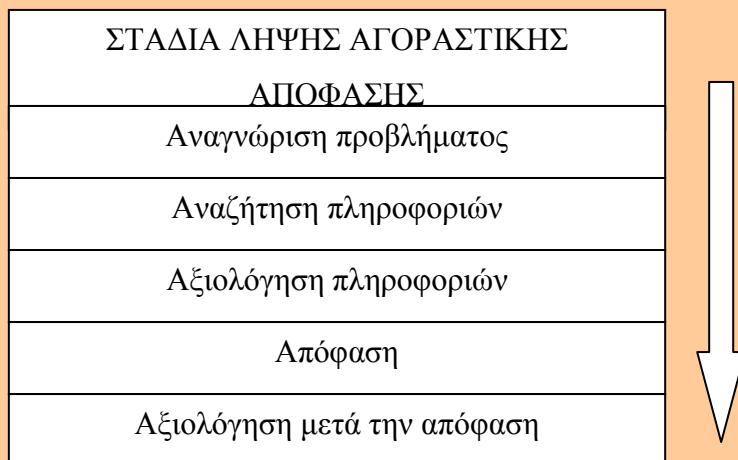 ΣΤΑΔΙΑ ΛΗΨΗΣ ΑΓΟΡΑΣΤΙΚΗΣ
ΑΠΟΦΑΣΗΣ
Αναγνώριση προβλήματος
Αναζήτηση πληροφοριών
Αξιολόγηση πληροφοριών
Απόφαση
Αξιολόγηση μετά την απόφαση